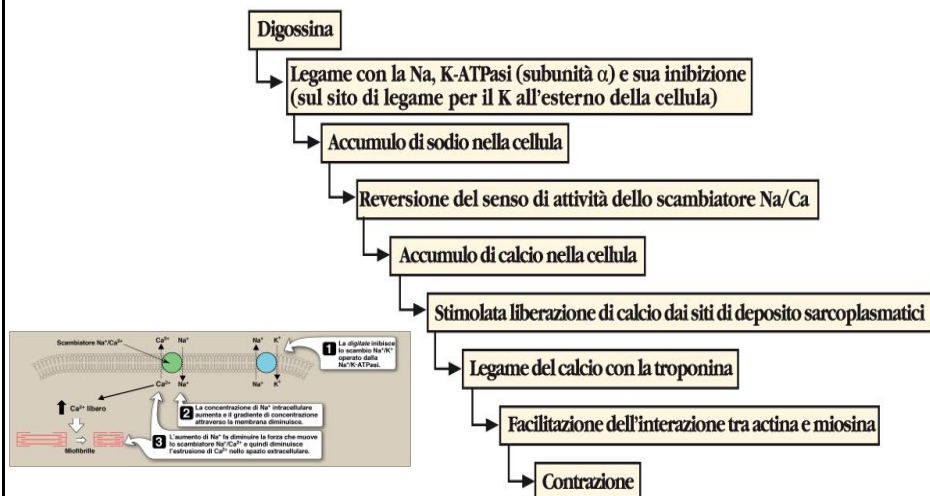 Digossina
Legame con la Na, K-ATPasi (subunità α) e sua inibizione
(sul sito di legame per il K all'esterno della cellula)
Accumulo di sodio nella cellula
Reversione del senso di attività dello scambiatore Na/Ca
Accumulo di calcio nella cellula
Stimolata liberazione di calcio dai siti di deposito sarcoplasmatici
Legame del calcio con la troponina
Facilitazione dell'interazione tra actina e miosina
Contrazione
Scambiatore Na⁺/Ca²⁺
Ca²⁺ Na⁺
Na⁺ K⁺
Ca²⁺ Na⁺
Na⁺ K⁺
1 La digitale inibisce
lo scambio Na⁺/K⁺
operato dalla
Na⁺/K⁺-ATPasi.
Ca²⁺ libero
2 La concentrazione di Na⁺ intracellulare
aumenta e il gradiente di concentrazione
attraverso la membrana diminuisce.
3 L'aumento di Na⁺ fa diminuire la forza che muove
lo scambiatore Na⁺/Ca²⁺ e quindi diminuisce
l'estrusione di Ca²⁺ nello spazio extracellulare.
Miofibrille